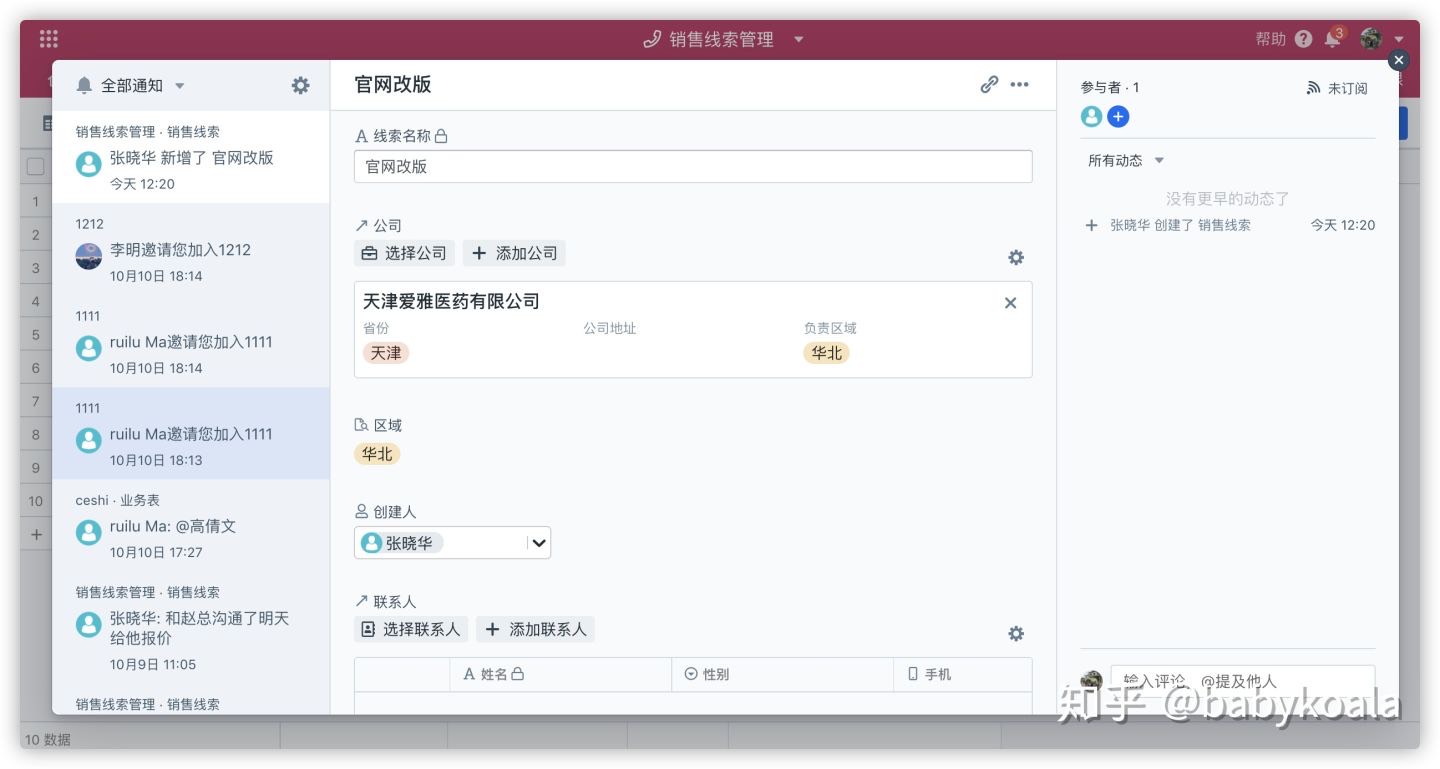 销售线索管理
帮助
3
全部通知
销售线索管理 · 销售线索
张晓华 新增了 官网改版
今天 12:20
1212
李明邀请您加入1212
10月10日 18:14
1111
ruilu Ma邀请您加入1111
10月10日 18:14
1111
ruilu Ma邀请您加入1111
10月10日 18:13
ceshi · 业务表
ruilu Ma: @高倩文
10月10日 17:27
销售线索管理 · 销售线索
张晓华: 和赵总沟通了明天
给他报价
10月9日 11:05
销售线索管理 · 销售线索
官网改版
线索名称
官网改版
公司
选择公司
添加公司
天津爱雅医药有限公司
省份 公司地址 负责区域
天津 华北
区域
华北
创建人
张晓华
联系人
选择联系人
添加联系人
姓名 性别 手机
参与者 · 1
未订阅
所有动态
没有更早的动态了
张晓华 创建了 销售线索 今天 12:20
输入评论，@提及他人
1
2
3
4
5
6
7
8
9
10
10 数据
知乎 @babykoala